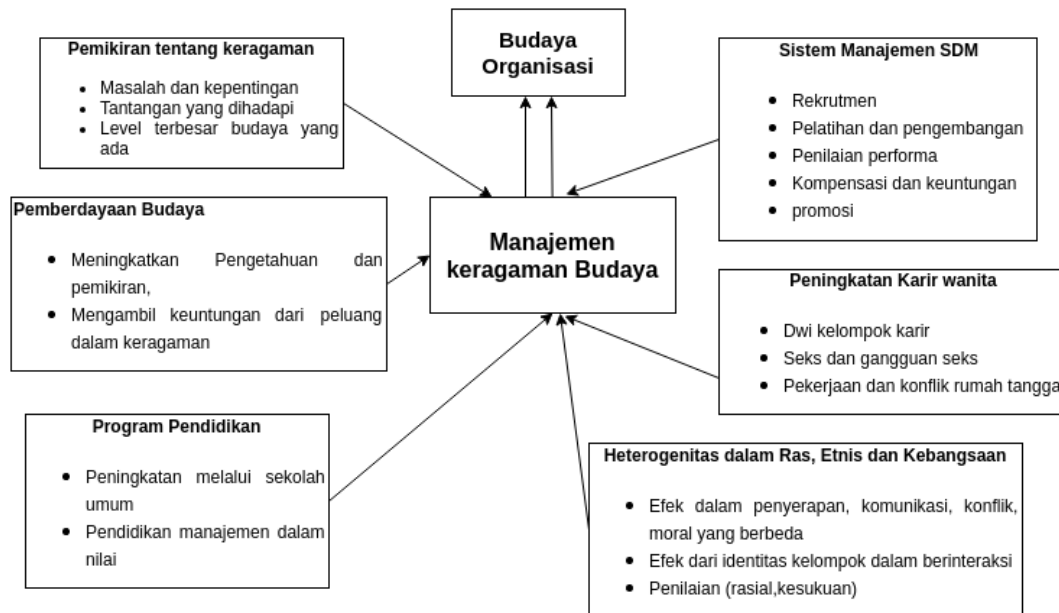 Pemikiran tentang keragaman
• Masalah dan kepentingan
• Tantangan yang dihadapi
• Level terbesar budaya yang
ada
Budaya
Organisasi
Sistem Manajemen SDM
• Rekrutmen
• Pelatihan dan pengembangan
• Penilaian performa
• Kompensasi dan keuntungan
• promosi
Pemberdayaan Budaya
• Meningkatkan Pengetahuan dan
pemikiran,
• Mengambil keuntungan dari peluang
dalam keragaman
Manajemen
keragaman Budaya
Peningkatan Karir wanita
• Dwi kelompok karir
• Seks dan gangguan seks
• Pekerjaan dan konflik rumah tangga
Program Pendidikan
• Peningkatan melalui sekolah
umum
• Pendidikan manajemen dalam
nilai
Heterogenitas dalam Ras, Etnis dan Kebangsaan
• Efek dalam penyerapan, komunikasi, konflik,
moral yang berbeda
• Efek dari identitas kelompok dalam berinteraksi
• Penilaian (rasial,kesukuan)